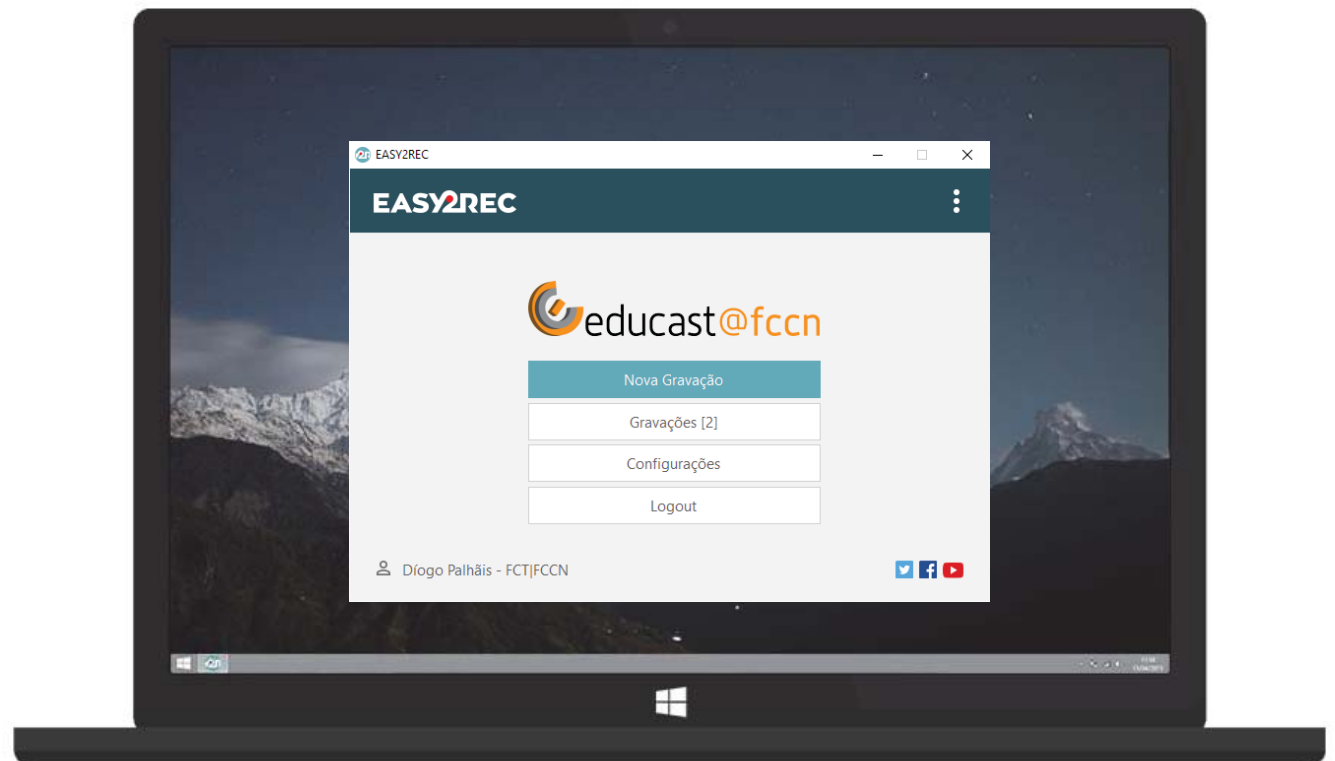 EASY2REC
EASY2REC
educast@fccn
Nova Gravação
Gravações [2]
Configurações
Logout
Díogo Palhãis - FCT|FCCN